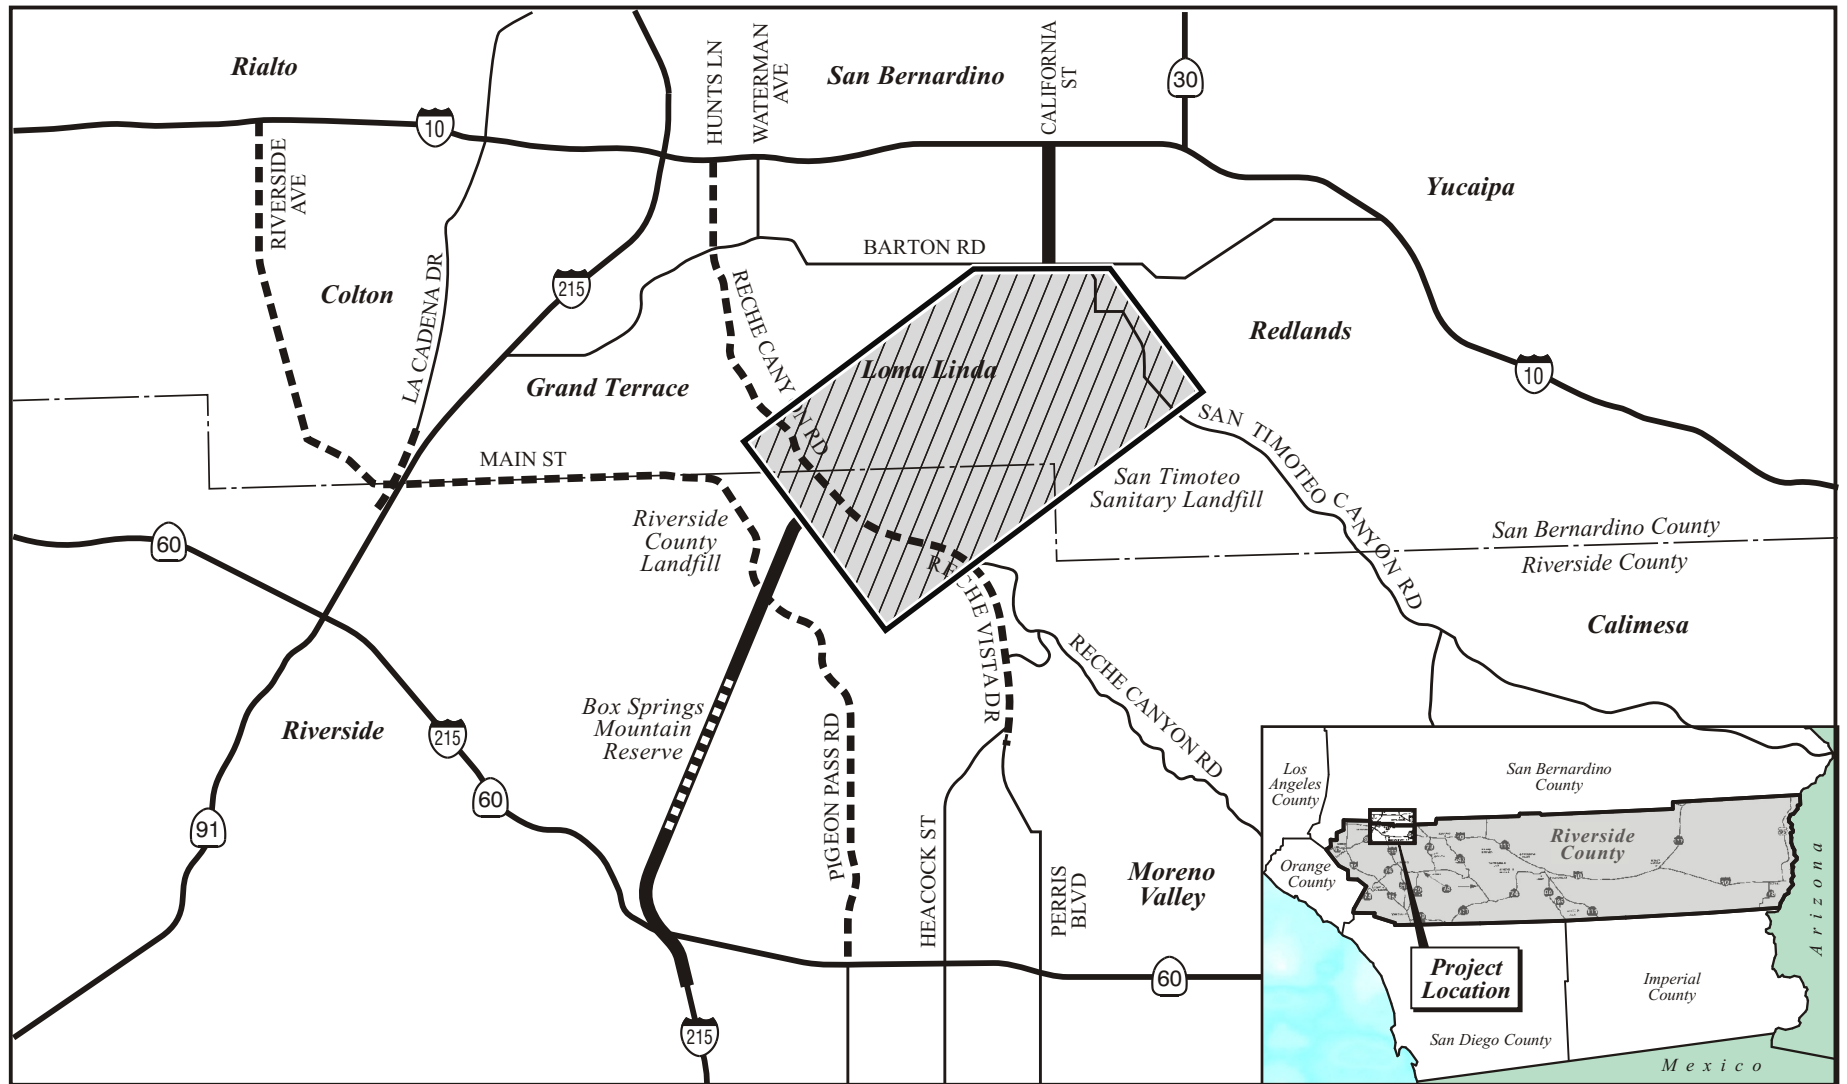 Rialto
San Bernardino
HUNTS LN
WATERMAN
AVE
CALIFORNIA
ST
30
10
RIVERSIDE
AVE
Yucaipa
BARTON RD
Colton
LA CADENA DR
215
RECHE CANYON RD
Redlands
Loma Linda
Grand Terrace
10
MAIN ST
SAN TIMOTEO CANYON RD
San Timoteo
Sanitary Landfill
Riverside
County
Landfill
60
San Bernardino County
Riverside County
RECHE VISTA DR
Calimesa
RECHE CANYON RD
Box Springs
Mountain
Reserve
Riverside
215
PIGEON PASS RD
60
91
HEACOCK ST
PERRIS
BLVD
Moreno
Valley
60
215
Los
Angeles
County
San Bernardino
County
Riverside
County
Orange
County
Arizona
Project
Location
Imperial
County
San Diego County
Mexico